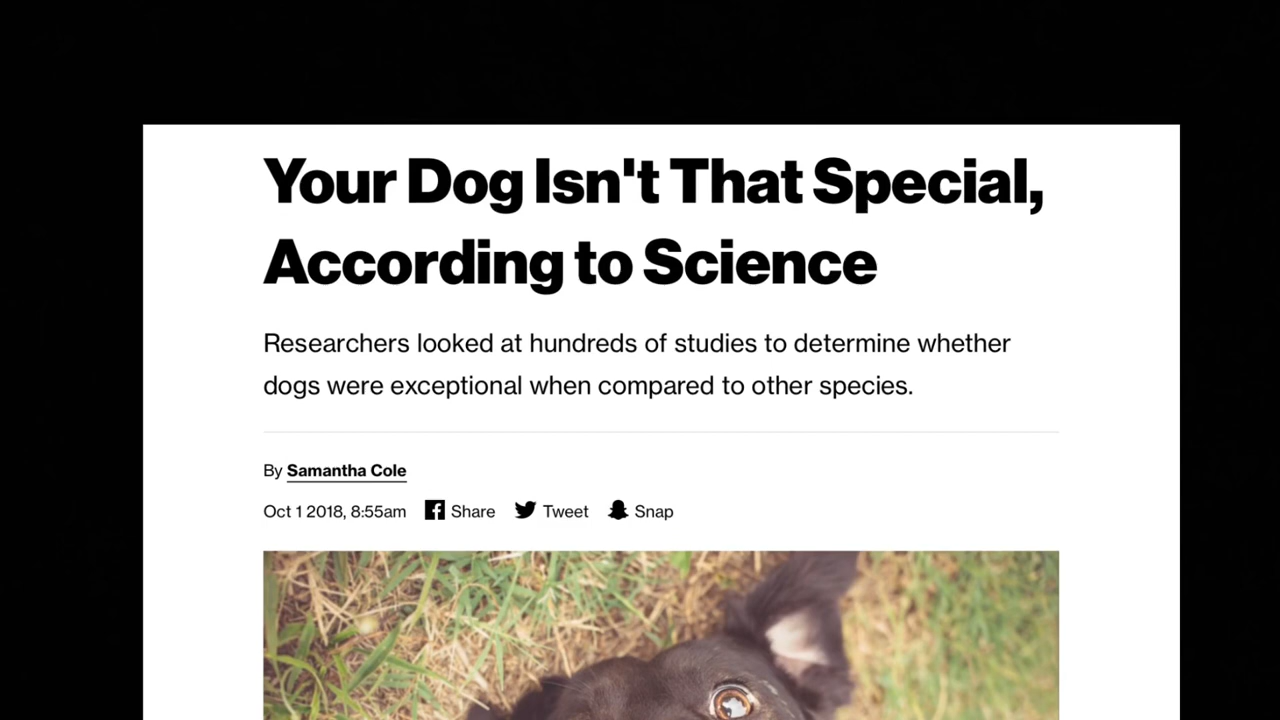 Your Dog Isn't That Special,
According to Science
Researchers looked at hundreds of studies to determine whether
dogs were exceptional when compared to other species.
By Samantha Cole
Oct 1 2018, 8:55am Share Tweet Snap